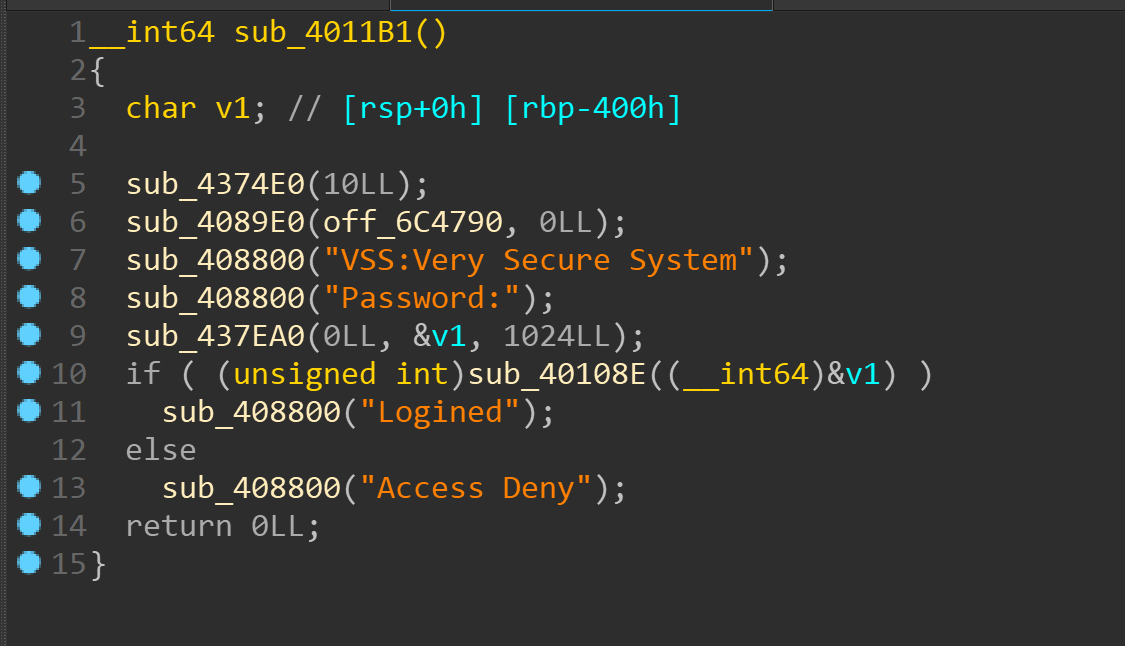 1 __int64 sub_4011B1()
2 {
3   char v1; // [rsp+0h] [rbp-400h]
4
5   sub_4374E0(10LL);
6   sub_4089E0(off_6C4790, 0LL);
7   sub_408800("VSS:Very Secure System");
8   sub_408800("Password:");
9   sub_437EA0(0LL, &v1, 1024LL);
10   if ( (unsigned int)sub_40108E((__int64)&v1) )
11     sub_408800("Logined");
12   else
13     sub_408800("Access Deny");
14   return 0LL;
15 }